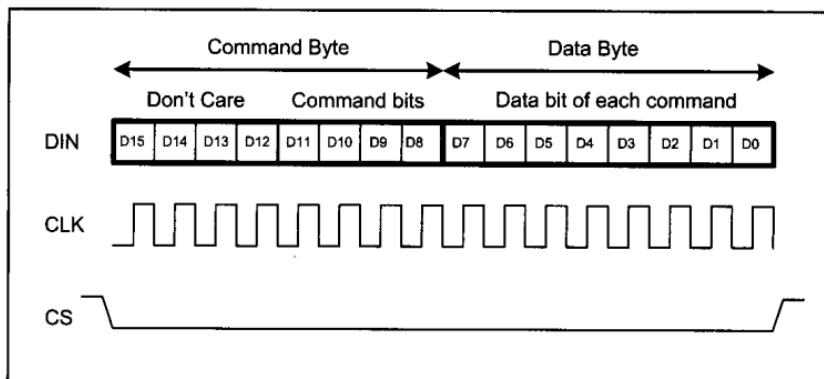 Command Byte Data Byte
Don't Care Command bits Data bit of each command
DIN D15 D14 D13 D12 D11 D10 D9 D8 D7 D6 D5 D4 D3 D2 D1 D0
CLK
CS